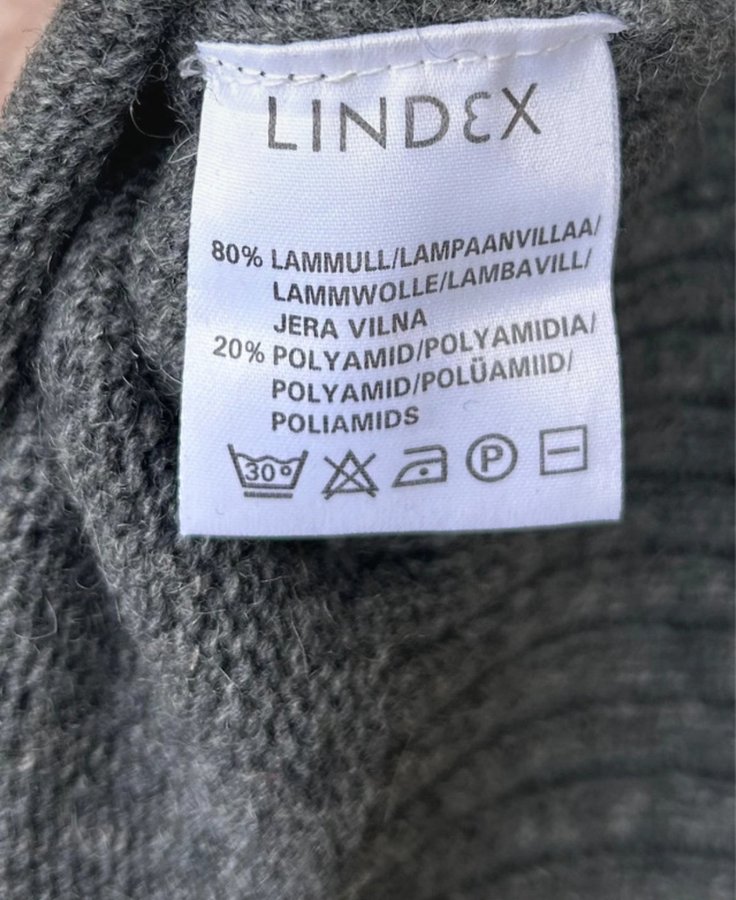 LINDEX
80% LAMMULL/LAMPAANVILLAA/
LAMMWOLLE/LAMBAVILL/
JERA VILNA
20% POLYAMID/POLYAMIDIA/
POLYAMID/POLÜAMIID/
POLIAMIDS
30° P